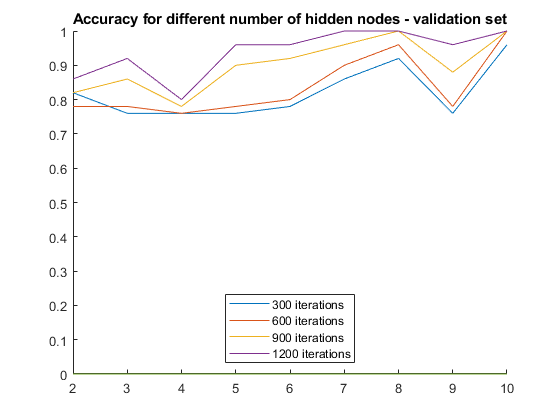 Accuracy for different number of hidden nodes - validation set
1
0.9
0.8
0.7
0.6
0.5
0.4
0.3
0.2
0.1
0
300 iterations
600 iterations
900 iterations
1200 iterations
2 3 4 5 6 7 8 9 10